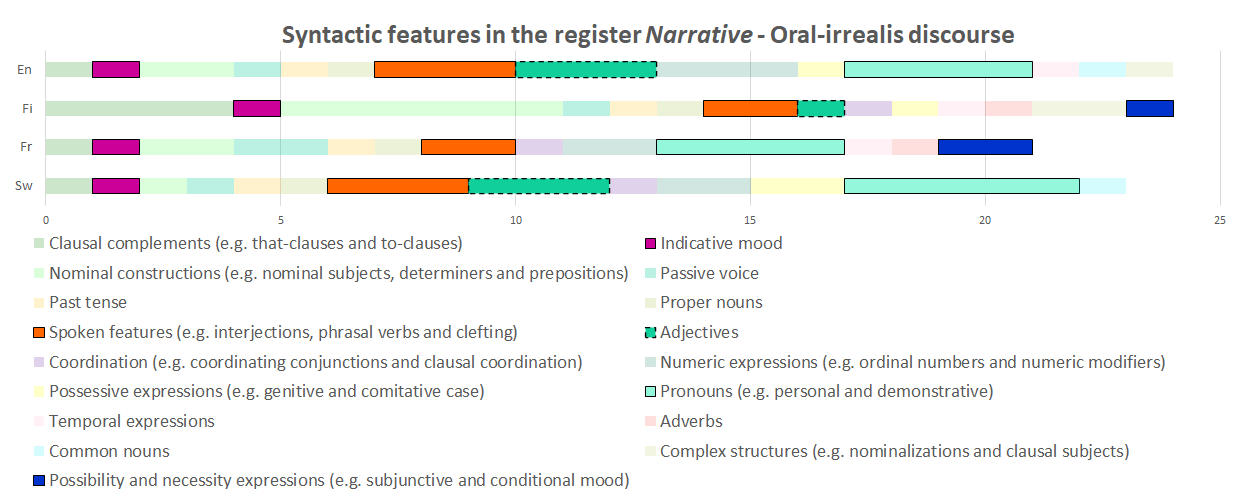 Syntactic features in the register Narrative - Oral-irrealis discourse
En
Fi
Fr
Sw
0 5 10 15 20 25
Clausal complements (e.g. that-clauses and to-clauses)
Indicative mood
Nominal constructions (e.g. nominal subjects, determiners and prepositions)
Passive voice
Past tense
Proper nouns
Spoken features (e.g. interjections, phrasal verbs and clefting)
Adjectives
Coordination (e.g. coordinating conjunctions and clausal coordination)
Numeric expressions (e.g. ordinal numbers and numeric modifiers)
Possessive expressions (e.g. genitive and comitative case)
Pronouns (e.g. personal and demonstrative)
Temporal expressions
Adverbs
Common nouns
Complex structures (e.g. nominalizations and clausal subjects)
Possibility and necessity expressions (e.g. subjunctive and conditional mood)